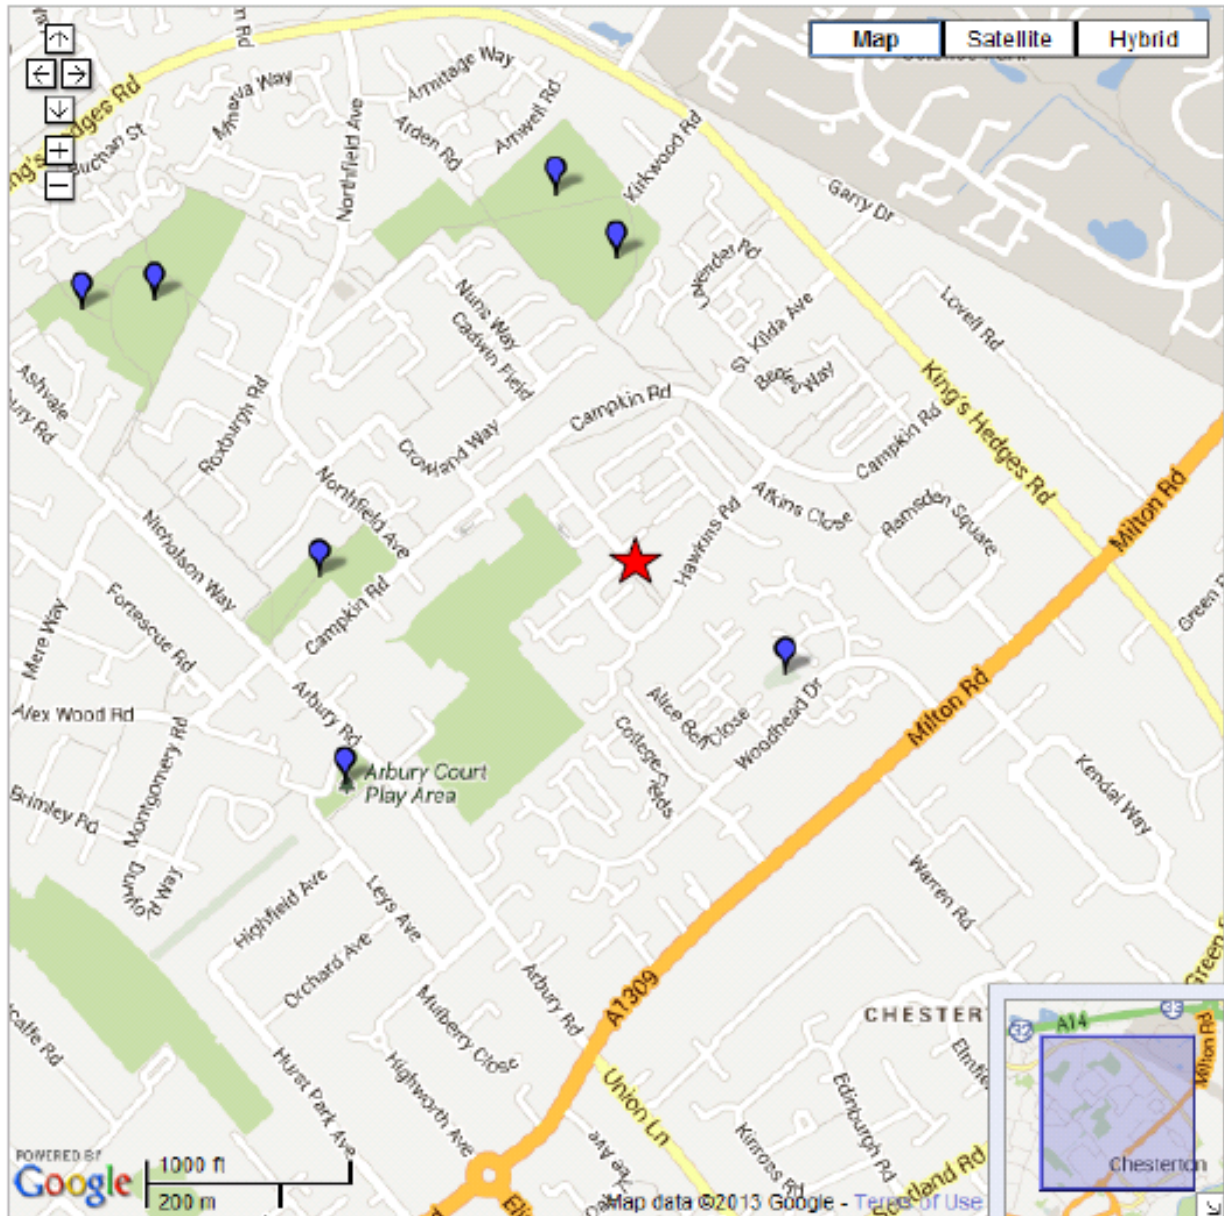 Map
Satellite
Hybrid
Minerva Way
Buchan St
Northfield Ave
Armitage Way
Arden Rd
Amwell Rd
Kirkwood Rd
Garry Dr
Lavender Rd
Nuns Way
Cadwin Field
St. Kilda Ave
Lovell Rd
Ashvale
Roxburgh Rd
Crowland Way
Campkin Rd
King's Hedges Rd
Campkin Rd
Milton Rd
Northfield Ave
Atkins Close
Ramsden Square
Hawkins Rd
Nicholson Way
Campkin Rd
Mere Way
Fortescue Rd
Arbury Rd
Alex Wood Rd
Montgomery Rd
Arbury Court
Play Area
Alice Bell Close
Woodhead Dr
Milton Rd
College Fields
Kendal Way
Brimley Rd
Warren Rd
Highfield Ave
Leys Ave
Orchard Ave
Arbury Rd
A1309
Mulberry Close
Hurst Park Ave
Highworth Ave
Union Ln
Kinross Rd
Edinburgh Rd
A14
33
32
Milton Rd
Chesterton
POWERED BY
Google
1000 ft
200 m
Map data ©2013 Google - Terms of Use